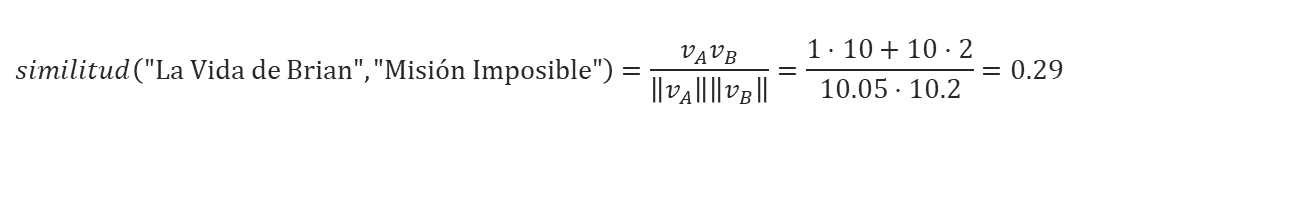 similitud("La Vida de Brian", "Misión Imposible") = v_A v_B / ‖v_A‖‖v_B‖ = 1 · 10 + 10 · 2 / 10.05 · 10.2 = 0.29